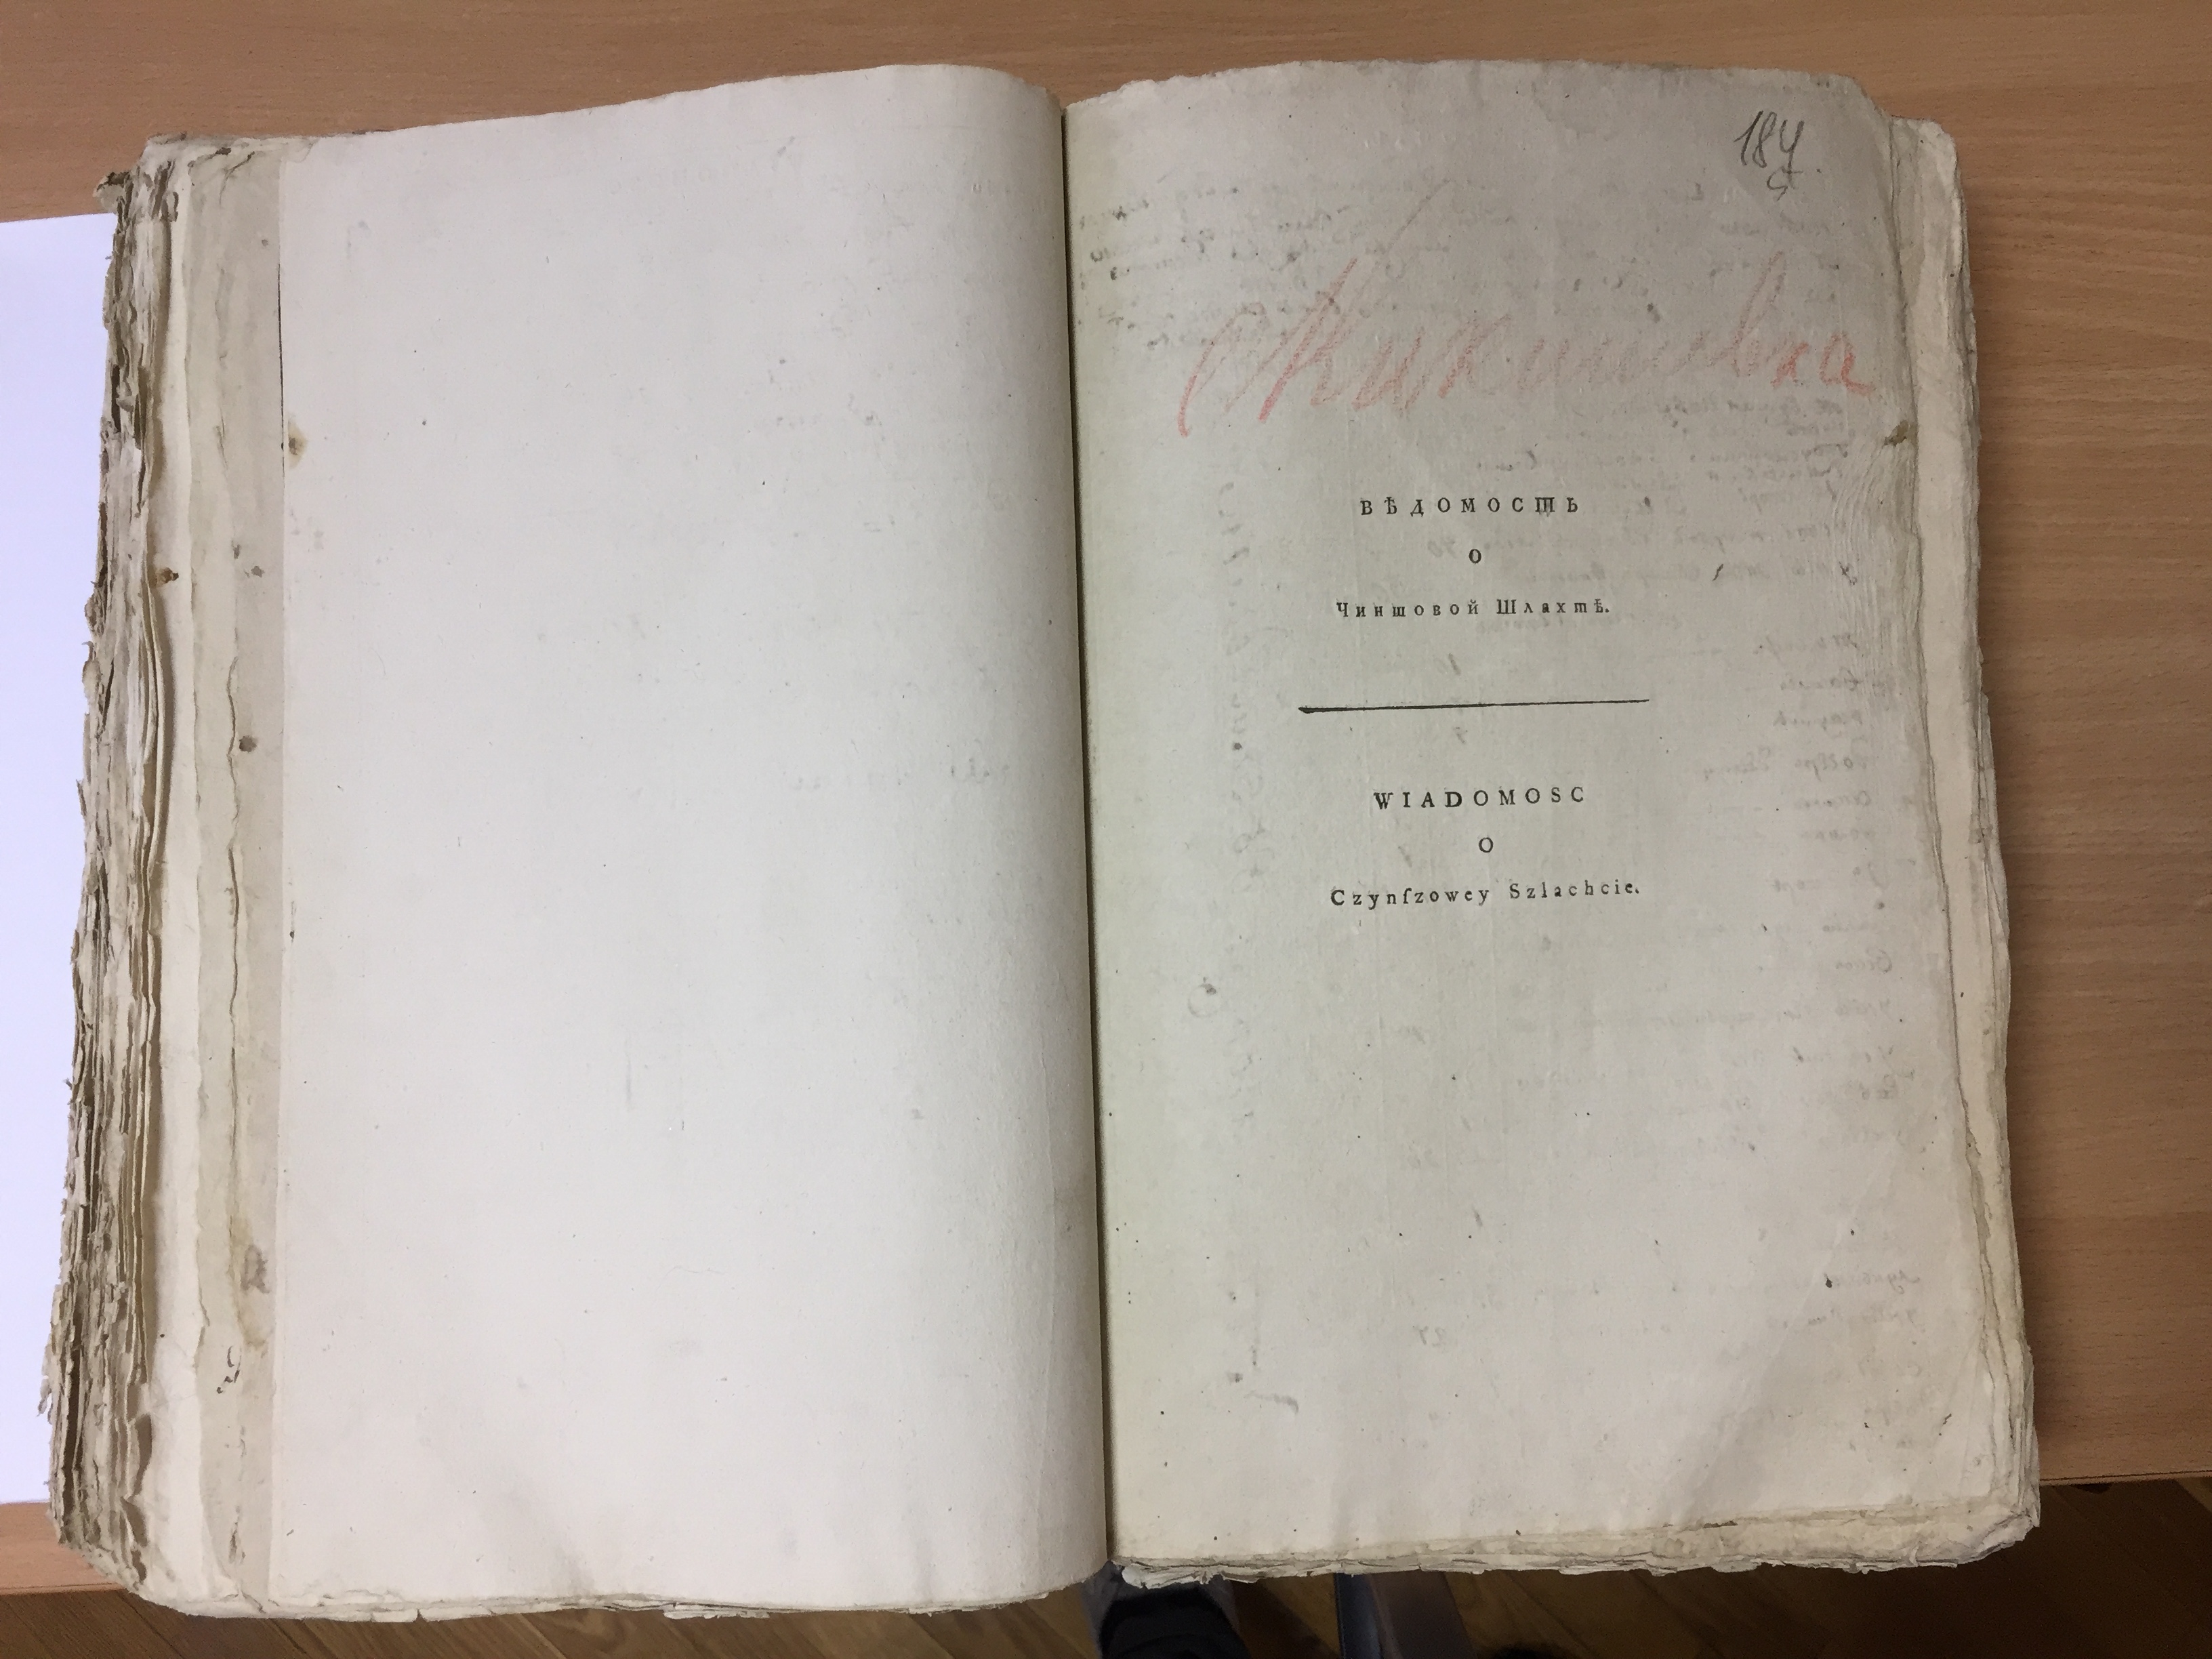 184
ВѢДОМОСТЬ
О
Чиншовой Шляхтѣ.
WIADOMOSC
O
Czynſzowey Szlachcie.